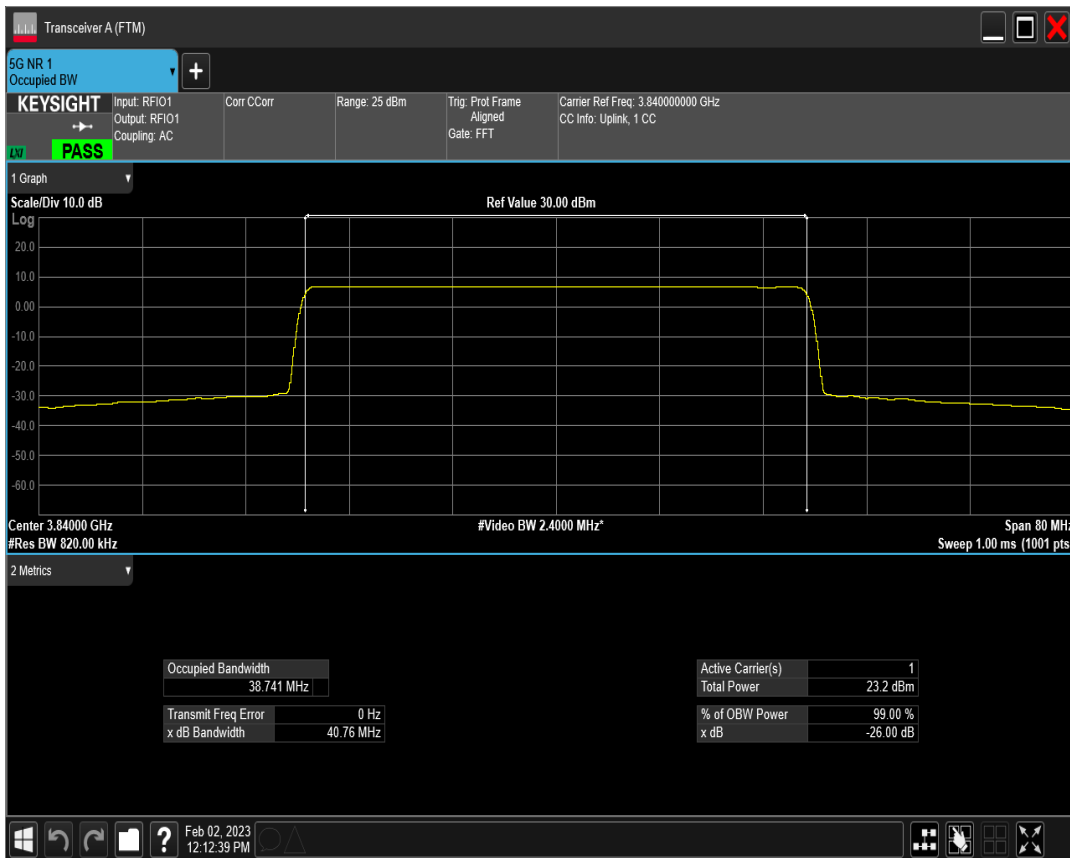 Transceiver A (FTM)
5G NR 1
Occupied BW
+
KEYSIGHT
LXI
PASS
Input: RFIO1
Output: RFIO1
Coupling: AC
Corr CCorr
Range: 25 dBm
Trig: Prot Frame
Aligned
Gate: FFT
Carrier Ref Freq: 3.840000000 GHz
CC Info: Uplink, 1 CC
1 Graph
Scale/Div 10.0 dB
Ref Value 30.00 dBm
Log
20.0
10.0
0.00
-10.0
-20.0
-30.0
-40.0
-50.0
-60.0
Center 3.84000 GHz
#Video BW 2.4000 MHz*
Span 80 MHz
#Res BW 820.00 kHz
Sweep 1.00 ms (1001 pts
2 Metrics
Occupied Bandwidth
38.741 MHz
Transmit Freq Error 0 Hz
x dB Bandwidth 40.76 MHz
Active Carrier(s) 1
Total Power 23.2 dBm
% of OBW Power 99.00 %
x dB -26.00 dB
?
Feb 02, 2023
12:12:39 PM